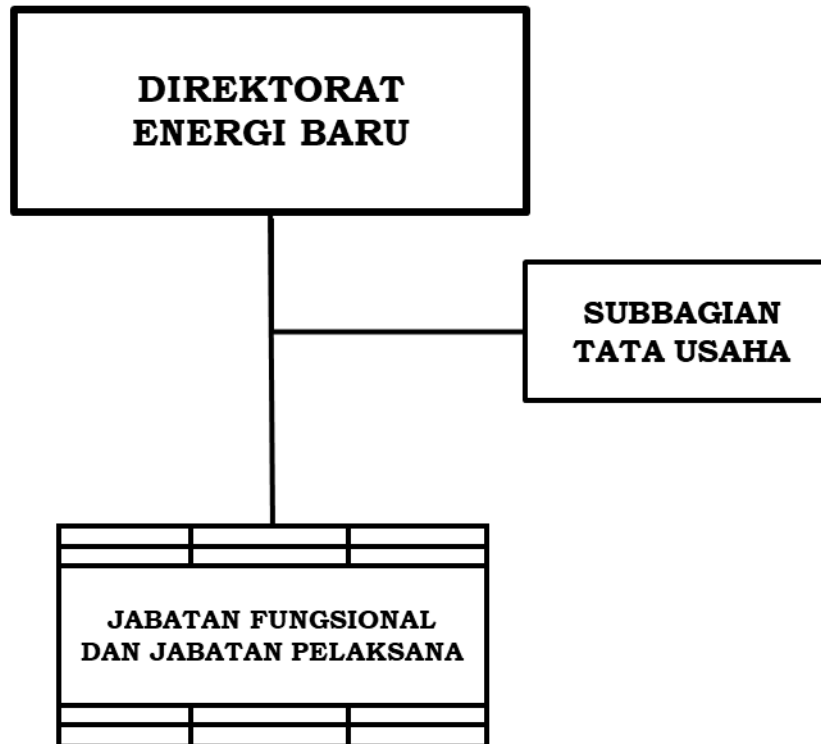 DIREKTORAT
ENERGI BARU
SUBBAGIAN
TATA USAHA
JABATAN FUNGSIONAL
DAN JABATAN PELAKSANA